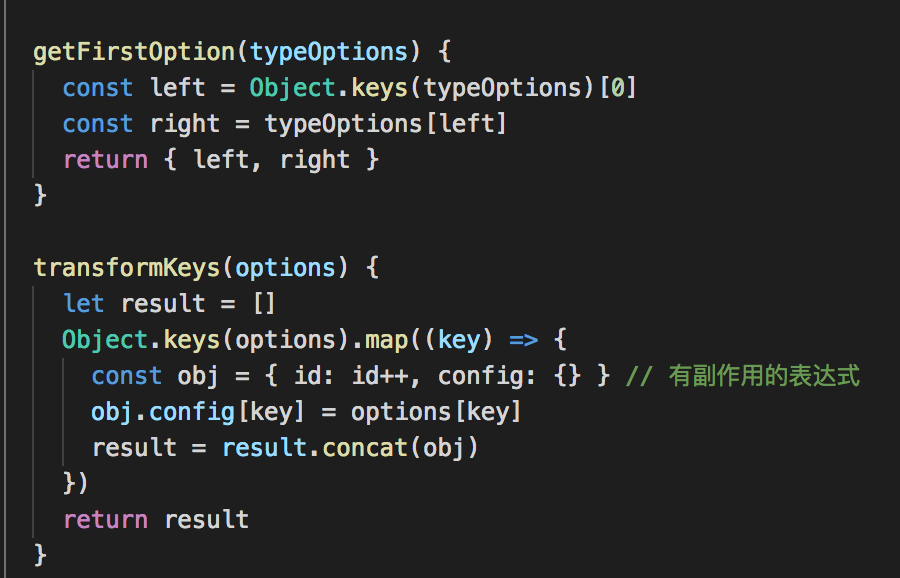 getFirstOption(typeOptions) {
  const left = Object.keys(typeOptions)[0]
  const right = typeOptions[left]
  return { left, right }
}

transformKeys(options) {
  let result = []
  Object.keys(options).map((key) => {
    const obj = { id: id++, config: {} } // 有副作用的表达式
    obj.config[key] = options[key]
    result = result.concat(obj)
  })
  return result
}